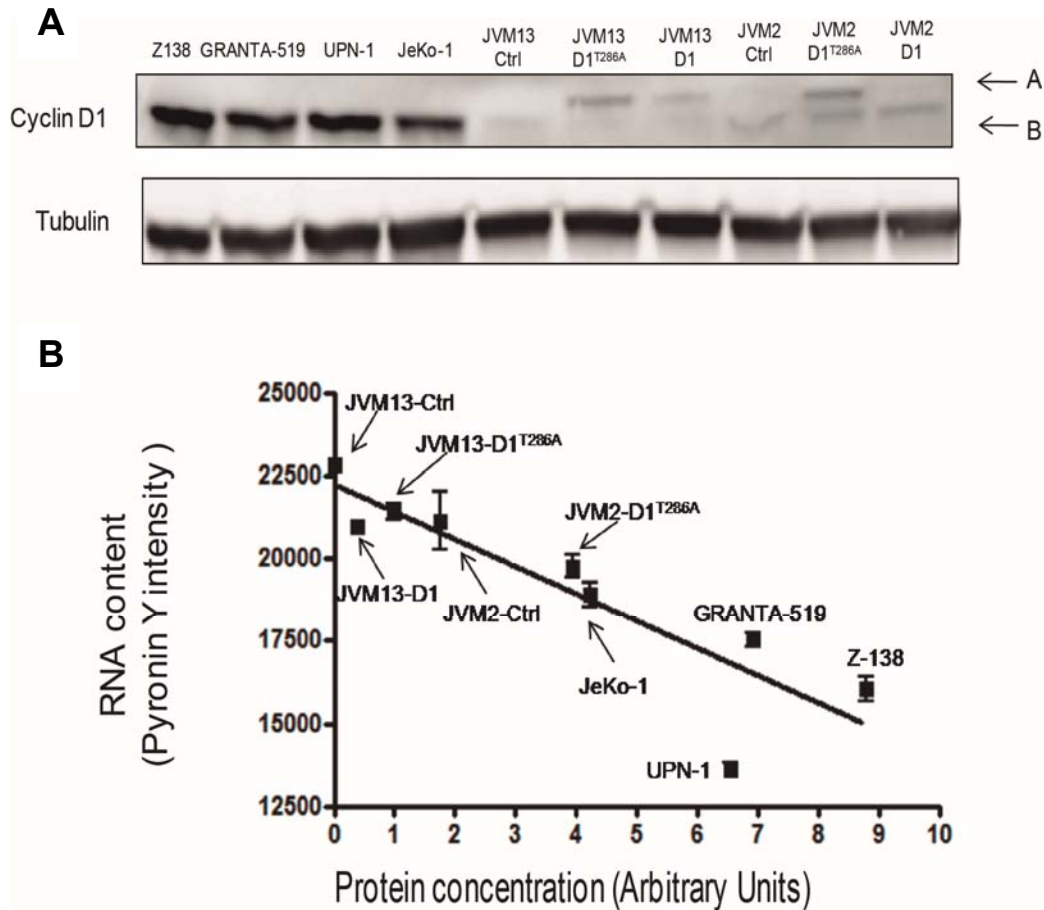 A
Z138 GRANTA-519 UPN-1 JeKo-1 JVM13 Ctrl JVM13 D1ᵀ²⁸⁶ᴬ JVM13 D1 JVM2 Ctrl JVM2 D1ᵀ²⁸⁶ᴬ JVM2 D1
Cyclin D1
← A
← B
Tubulin
B
RNA content
(Pyronin Y intensity)
25000
22500
20000
17500
15000
12500
JVM13-Ctrl
JVM13-D1ᵀ²⁸⁶ᴬ
JVM2-D1ᵀ²⁸⁶ᴬ
JVM13-D1
JVM2-Ctrl
GRANTA-519
Z-138
JeKo-1
UPN-1
0 1 2 3 4 5 6 7 8 9 10
Protein concentration (Arbitrary Units)